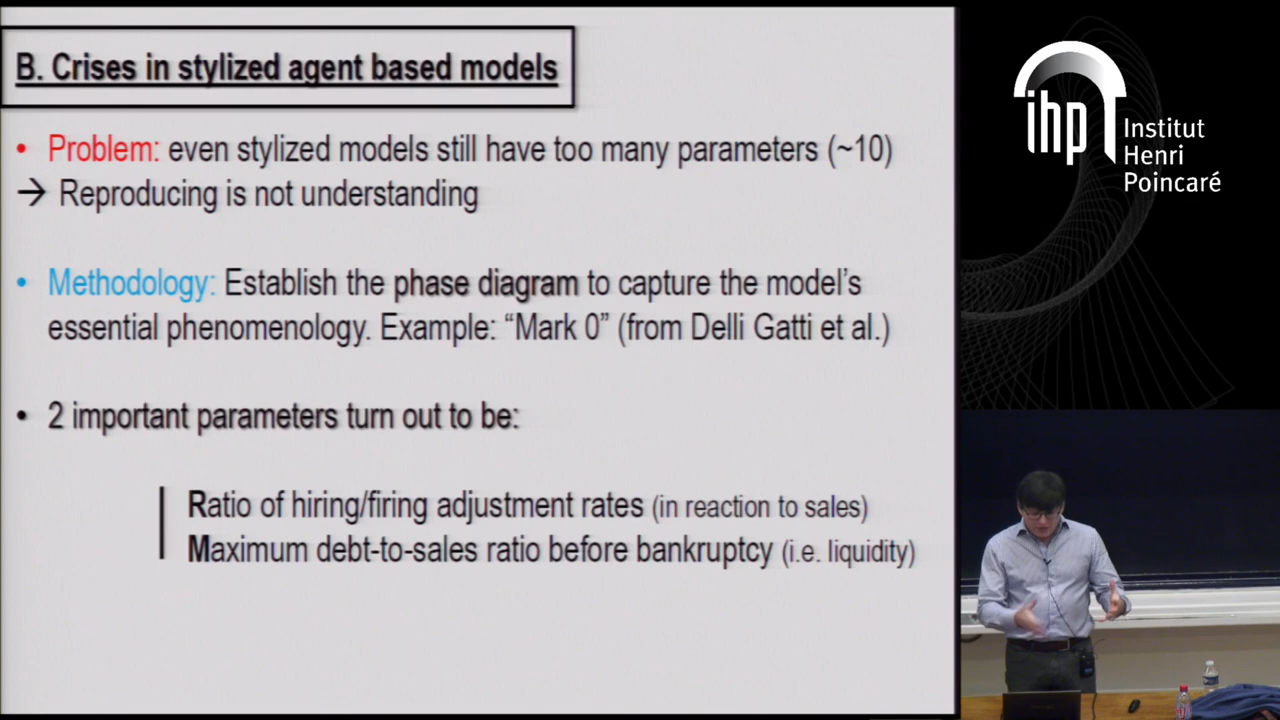 B. Crises in stylized agent based models
• Problem: even stylized models still have too many parameters (~10)
→ Reproducing is not understanding
• Methodology: Establish the phase diagram to capture the model's
essential phenomenology. Example: “Mark 0” (from Delli Gatti et al.)
• 2 important parameters turn out to be:
Ratio of hiring/firing adjustment rates (in reaction to sales)
Maximum debt-to-sales ratio before bankruptcy (i.e. liquidity)
ihp
Institut
Henri
Poincaré